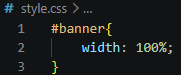 # style.css > ...
1 #banner{
2 width: 100%;
3 }